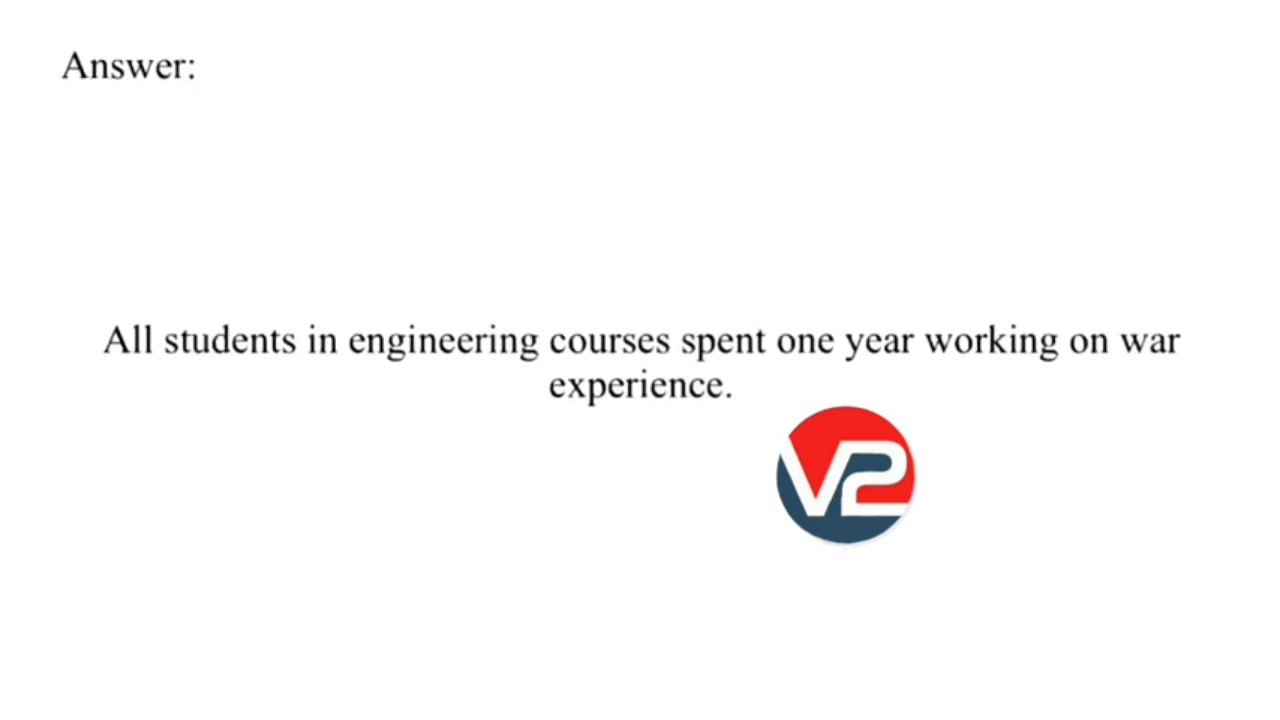 Answer:
All students in engineering courses spent one year working on war
experience.
V2